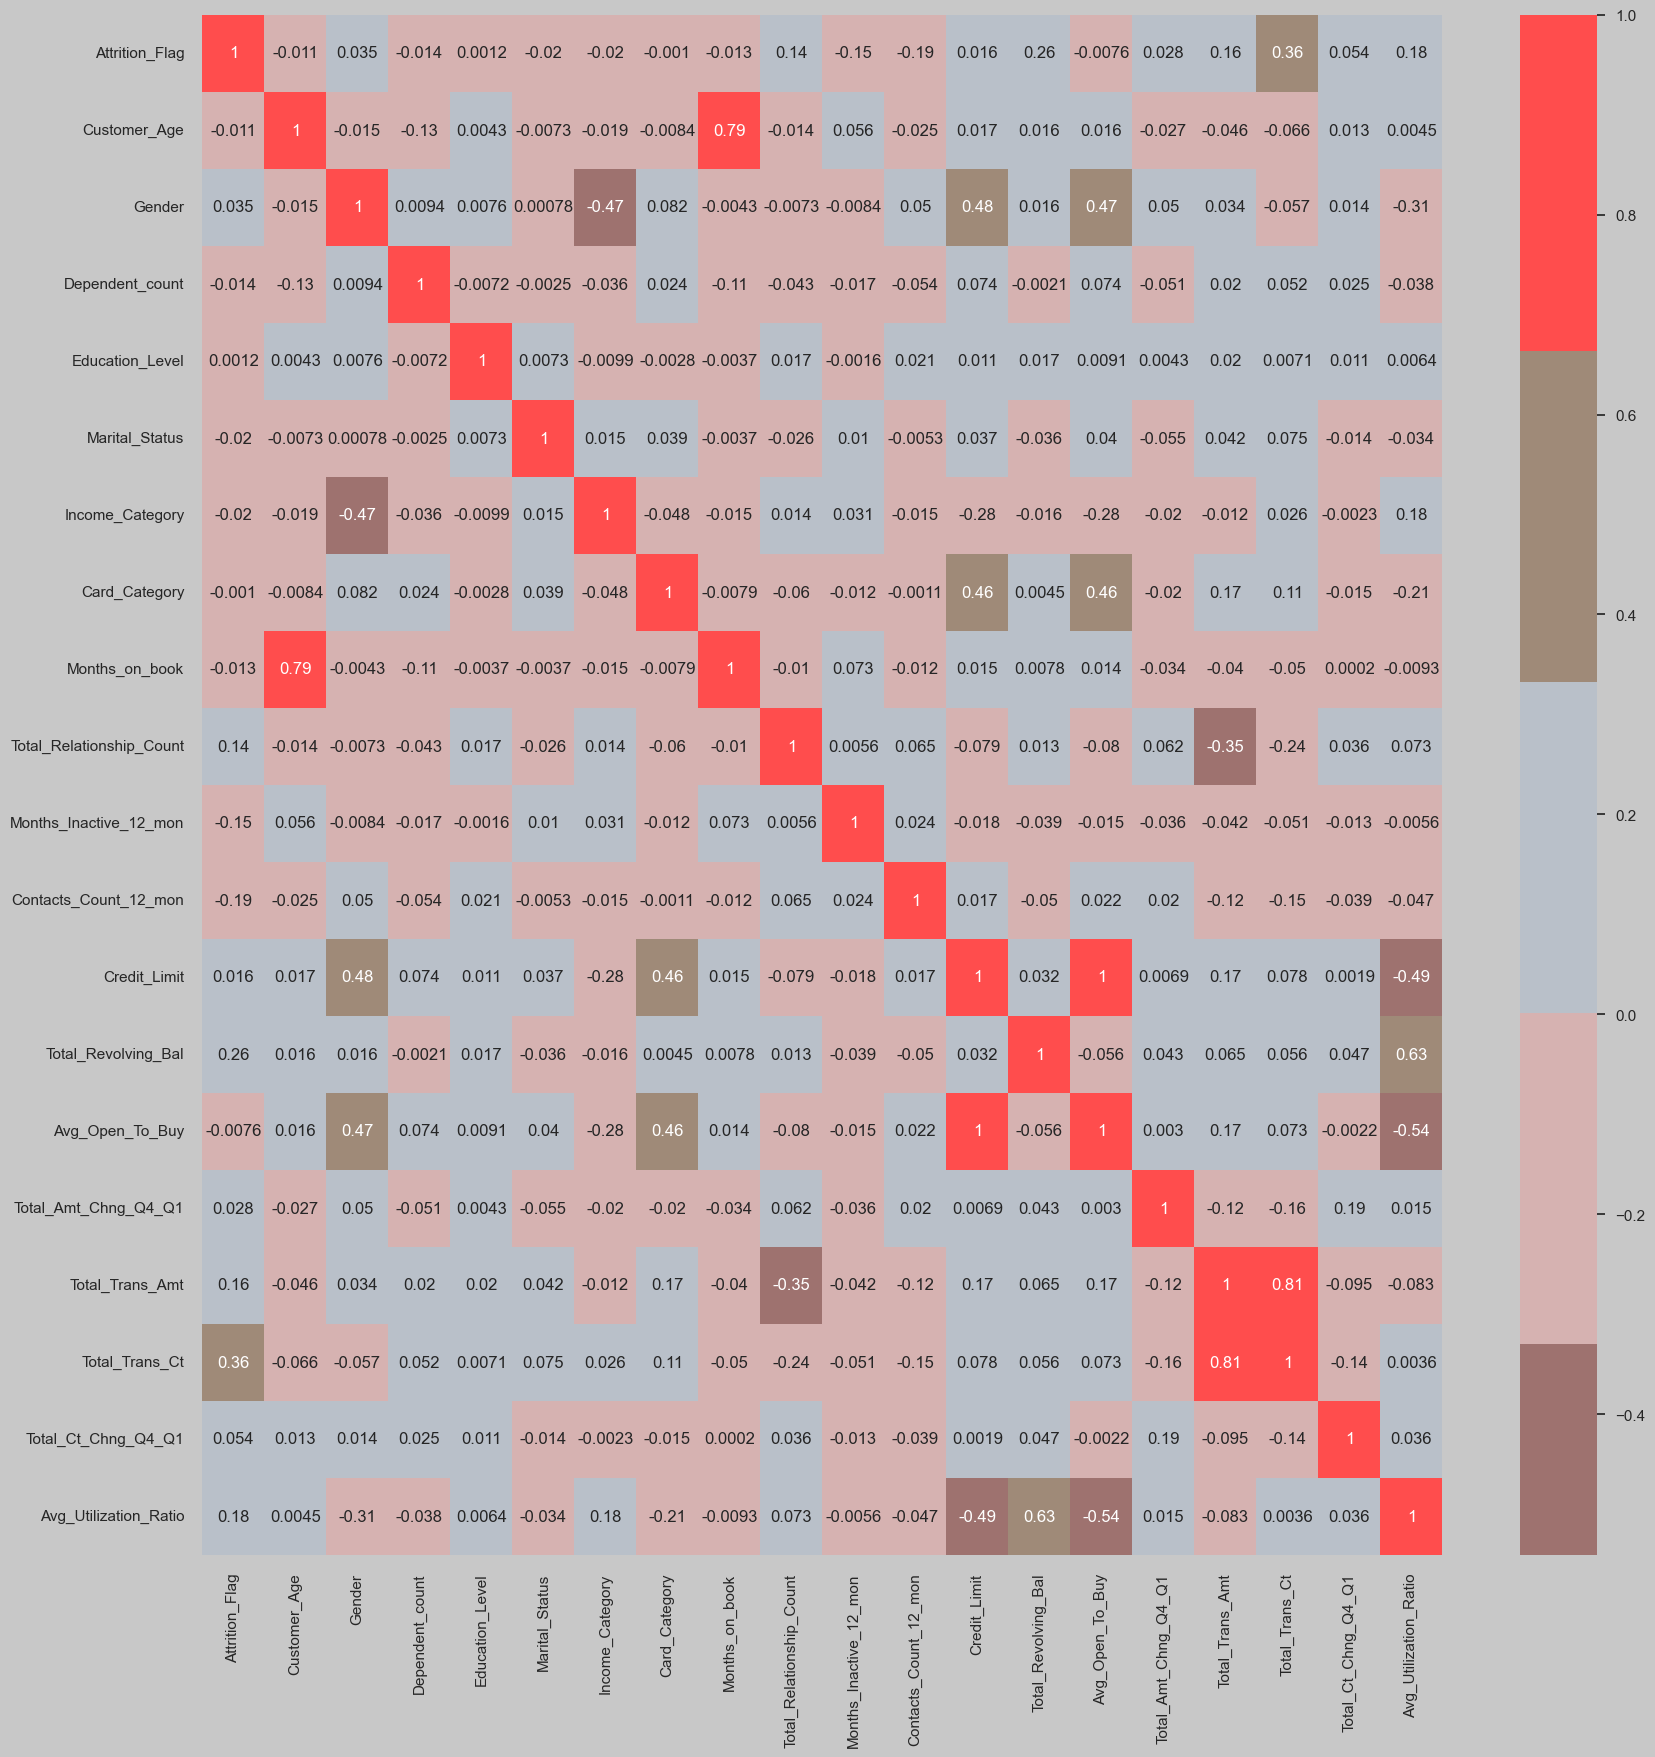 Attrition_Flag 1 -0.011 0.035 -0.014 0.0012 -0.02 -0.02 -0.001 -0.013 0.14 -0.15 -0.19 0.016 0.26 -0.0076 0.028 0.16 0.36 0.054 0.18
Customer_Age -0.011 1 -0.015 -0.13 0.0043 -0.0073 -0.019 -0.0084 0.79 -0.014 0.056 -0.025 0.017 0.016 0.016 -0.027 -0.046 -0.066 0.013 0.0045
Gender 0.035 -0.015 1 0.0094 0.0076 0.00078 -0.47 0.082 -0.0043 -0.0073 -0.0084 0.05 0.48 0.016 0.47 0.05 0.034 -0.057 0.014 -0.31
Dependent_count -0.014 -0.13 0.0094 1 -0.0072 -0.0025 -0.036 0.024 -0.11 -0.043 -0.017 -0.054 0.074 -0.0021 0.074 -0.051 0.02 0.052 0.025 -0.038
Education_Level 0.0012 0.0043 0.0076 -0.0072 1 0.0073 -0.0099 -0.0028 -0.0037 0.017 -0.0016 0.021 0.011 0.017 0.0091 0.0043 0.02 0.0071 0.011 0.0064
Marital_Status -0.02 -0.0073 0.00078 -0.0025 0.0073 1 0.015 0.039 -0.0037 -0.026 0.01 -0.0053 0.037 -0.036 0.04 -0.055 0.042 0.075 -0.014 -0.034
Income_Category -0.02 -0.019 -0.47 -0.036 -0.0099 0.015 1 -0.048 -0.015 0.014 0.031 -0.015 -0.28 -0.016 -0.28 -0.02 -0.012 0.026 -0.0023 0.18
Card_Category -0.001 -0.0084 0.082 0.024 -0.0028 0.039 -0.048 1 -0.0079 -0.06 -0.012 -0.0011 0.46 0.0045 0.46 -0.02 0.17 0.11 -0.015 -0.21
Months_on_book -0.013 0.79 -0.0043 -0.11 -0.0037 -0.0037 -0.015 -0.0079 1 -0.01 0.073 -0.012 0.015 0.0078 0.014 -0.034 -0.04 -0.05 0.0002 -0.0093
Total_Relationship_Count 0.14 -0.014 -0.0073 -0.043 0.017 -0.026 0.014 -0.06 -0.01 1 0.0056 0.065 -0.079 0.013 -0.08 0.062 -0.35 -0.24 0.036 0.073
Months_Inactive_12_mon -0.15 0.056 -0.0084 -0.017 -0.0016 0.01 0.031 -0.012 0.073 0.0056 1 0.024 -0.018 -0.039 -0.015 -0.036 -0.042 -0.051 -0.013 -0.0056
Contacts_Count_12_mon -0.19 -0.025 0.05 -0.054 0.021 -0.0053 -0.015 -0.0011 -0.012 0.065 0.024 1 0.017 -0.05 0.022 0.02 -0.12 -0.15 -0.039 -0.047
Credit_Limit 0.016 0.017 0.48 0.074 0.011 0.037 -0.28 0.46 0.015 -0.079 -0.018 0.017 1 0.032 1 0.0069 0.17 0.078 0.0019 -0.49
Total_Revolving_Bal 0.26 0.016 0.016 -0.0021 0.017 -0.036 -0.016 0.0045 0.0078 0.013 -0.039 -0.05 0.032 1 -0.056 0.043 0.065 0.056 0.047 0.63
Avg_Open_To_Buy -0.0076 0.016 0.47 0.074 0.0091 0.04 -0.28 0.46 0.014 -0.08 -0.015 0.022 1 -0.056 1 0.003 0.17 0.073 -0.0022 -0.54
Total_Amt_Chng_Q4_Q1 0.028 -0.027 0.05 -0.051 0.0043 -0.055 -0.02 -0.02 -0.034 0.062 -0.036 0.02 0.0069 0.043 0.003 1 -0.12 -0.16 0.19 0.015
Total_Trans_Amt 0.16 -0.046 0.034 0.02 0.02 0.042 -0.012 0.17 -0.04 -0.35 -0.042 -0.12 0.17 0.065 0.17 -0.12 1 0.81 -0.095 -0.083
Total_Trans_Ct 0.36 -0.066 -0.057 0.052 0.0071 0.075 0.026 0.11 -0.05 -0.24 -0.051 -0.15 0.078 0.056 0.073 -0.16 0.81 1 -0.14 0.0036
Total_Ct_Chng_Q4_Q1 0.054 0.013 0.014 0.025 0.011 -0.014 -0.0023 -0.015 0.0002 0.036 -0.013 -0.039 0.0019 0.047 -0.0022 0.19 -0.095 -0.14 1 0.036
Avg_Utilization_Ratio 0.18 0.0045 -0.31 -0.038 0.0064 -0.034 0.18 -0.21 -0.0093 0.073 -0.0056 -0.047 -0.49 0.63 -0.54 0.015 -0.083 0.0036 0.036 1
Attrition_Flag
Customer_Age
Gender
Dependent_count
Education_Level
Marital_Status
Income_Category
Card_Category
Months_on_book
Total_Relationship_Count
Months_Inactive_12_mon
Contacts_Count_12_mon
Credit_Limit
Total_Revolving_Bal
Avg_Open_To_Buy
Total_Amt_Chng_Q4_Q1
Total_Trans_Amt
Total_Trans_Ct
Total_Ct_Chng_Q4_Q1
Avg_Utilization_Ratio
1.0
0.8
0.6
0.4
0.2
0.0
−0.2
−0.4